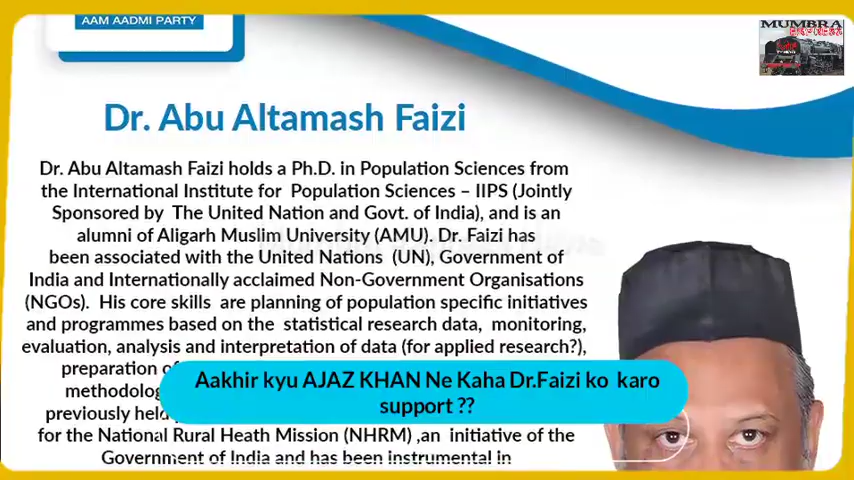 AAM AADMI PARTY
MUMBRA
EXPRESS
Dr. Abu Altamash Faizi
Dr. Abu Altamash Faizi holds a Ph.D. in Population Sciences from
the International Institute for Population Sciences – IIPS (Jointly
Sponsored by The United Nation and Govt. of India), and is an
alumni of Aligarh Muslim University (AMU). Dr. Faizi has
been associated with the United Nations (UN), Government of
India and Internationally acclaimed Non-Government Organisations
(NGOs). His core skills are planning of population specific initiatives
and programmes based on the statistical research data, monitoring,
evaluation, analysis and interpretation of data (for applied research?),
preparation of
Aakhir kyu AJAZ KHAN Ne Kaha Dr.Faizi ko karo
support ??
previously held
for the National Rural Heath Mission (NHRM) ,an initiative of the
Government of India and has been instrumental in